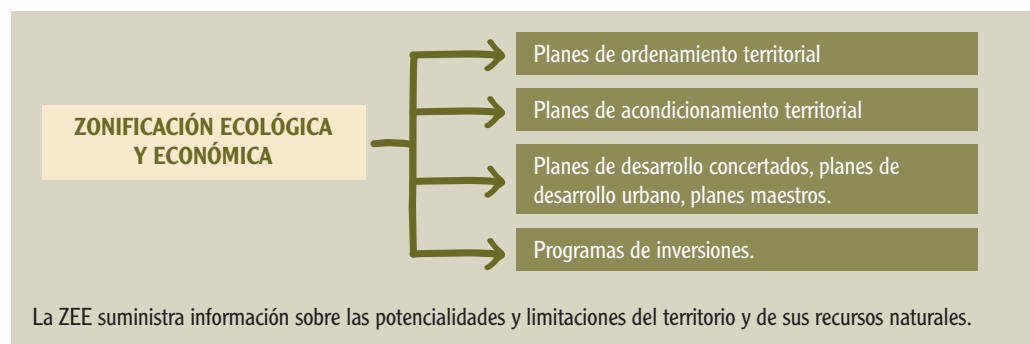 ZONIFICACIÓN ECOLÓGICA
Y ECONÓMICA
Planes de ordenamiento territorial
Planes de acondicionamiento territorial
Planes de desarrollo concertados, planes de
desarrollo urbano, planes maestros.
Programas de inversiones.
La ZEE suministra información sobre las potencialidades y limitaciones del territorio y de sus recursos naturales.